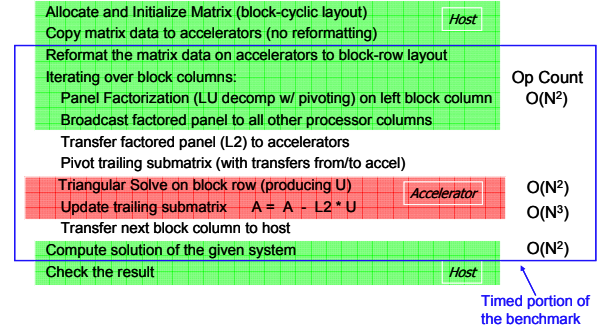 Allocate and Initialize Matrix (block-cyclic layout)
Host
Copy matrix data to accelerators (no reformatting)
Reformat the matrix data on accelerators to block-row layout
Iterating over block columns:
Op Count
Panel Factorization (LU decomp w/ pivoting) on left block column
O(N²)
Broadcast factored panel to all other processor columns
Transfer factored panel (L2) to accelerators
Pivot trailing submatrix (with transfers from/to accel)
Triangular Solve on block row (producing U)
Accelerator
O(N²)
Update trailing submatrix A = A - L2 * U
O(N³)
Transfer next block column to host
Compute solution of the given system
O(N²)
Check the result
Host
Timed portion of
the benchmark